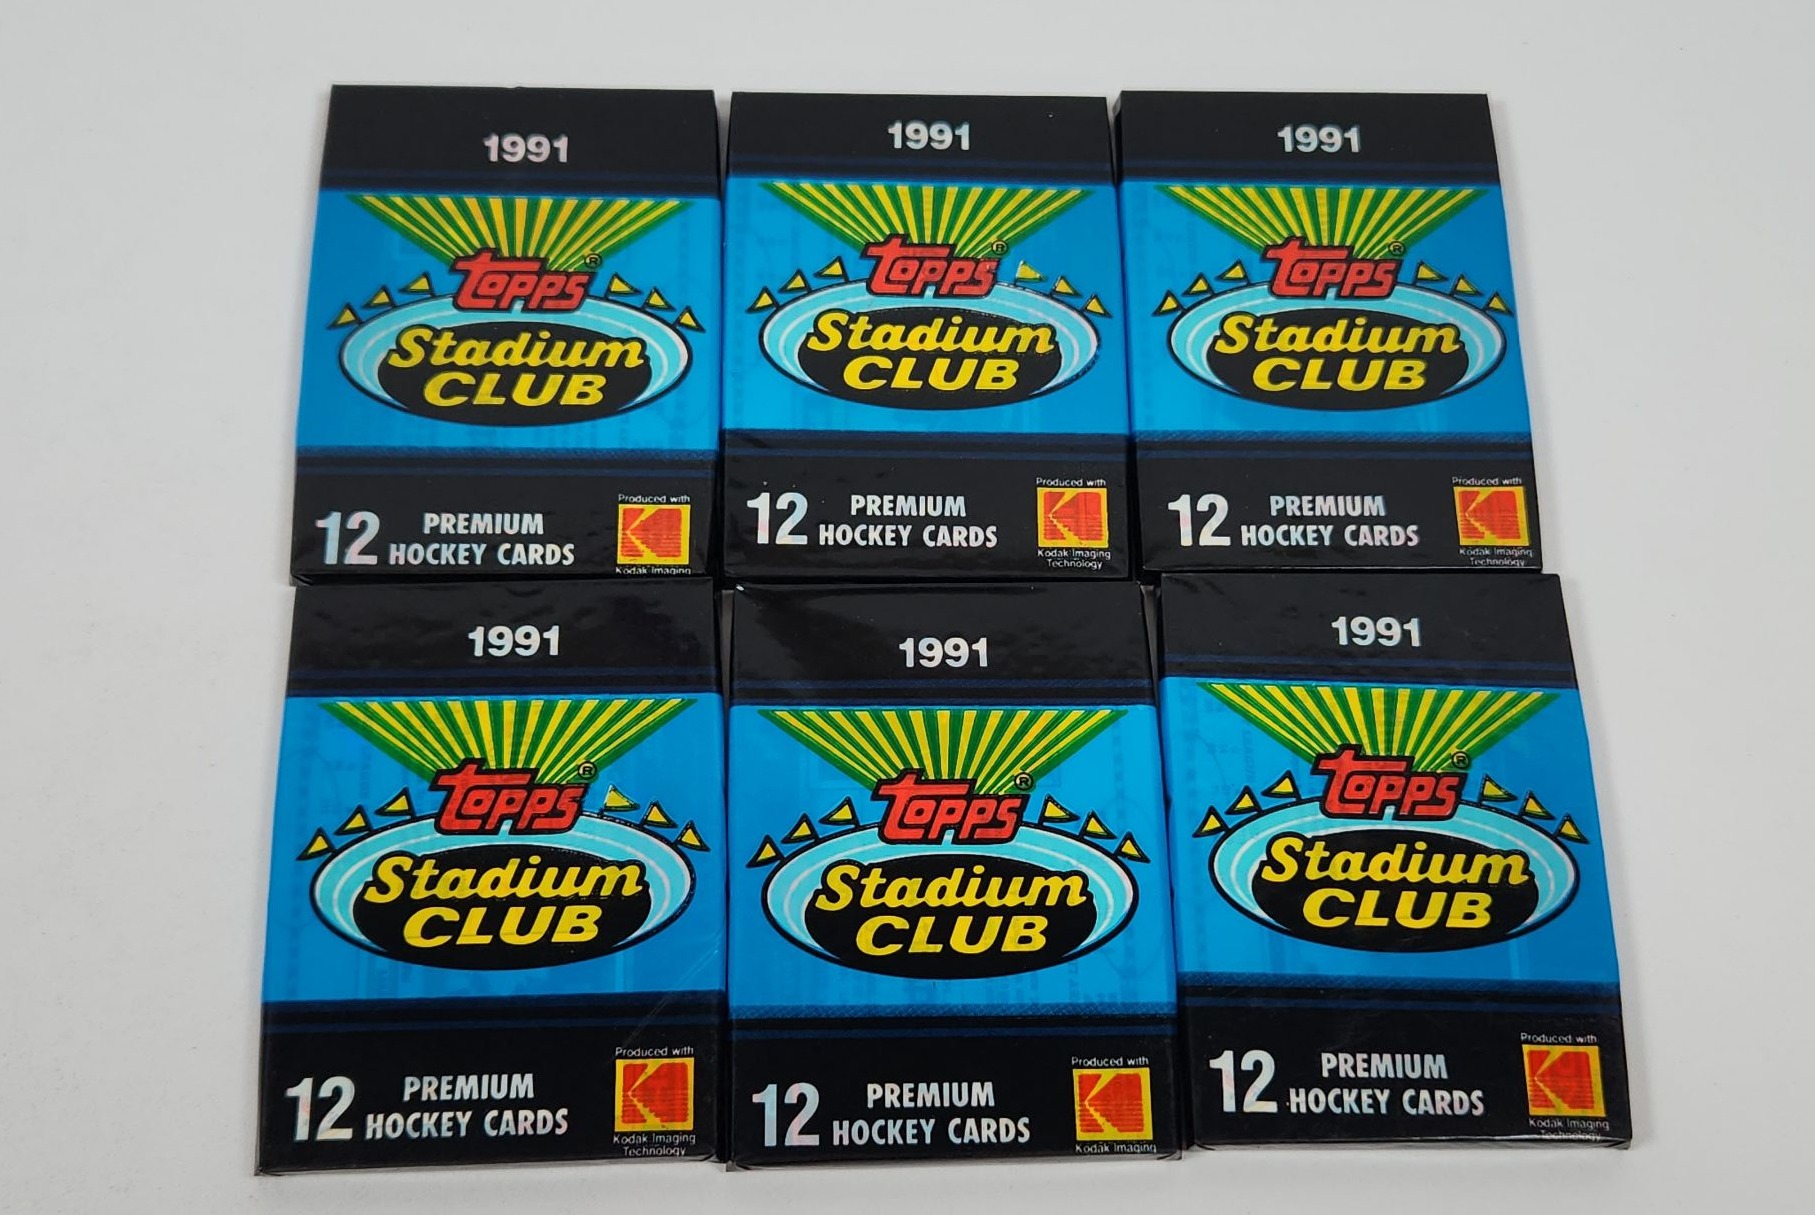 1991
Topps®
Stadium
CLUB
12 PREMIUM
HOCKEY CARDS
Produced with
Kodak Imaging
1991
Topps®
Stadium
CLUB
12 PREMIUM
HOCKEY CARDS
Produced with
Kodak Imaging
Technology
1991
Topps®
Stadium
CLUB
12 PREMIUM
HOCKEY CARDS
Produced with
Kodak Imaging
Technology
1991
Topps®
Stadium
CLUB
12 PREMIUM
HOCKEY CARDS
Produced with
Kodak Imaging
Technology
1991
Topps®
Stadium
CLUB
12 PREMIUM
HOCKEY CARDS
Produced with
Kodak Imaging
1991
Topps®
Stadium
CLUB
12 PREMIUM
HOCKEY CARDS
Produced with
Kodak Imaging
Technology